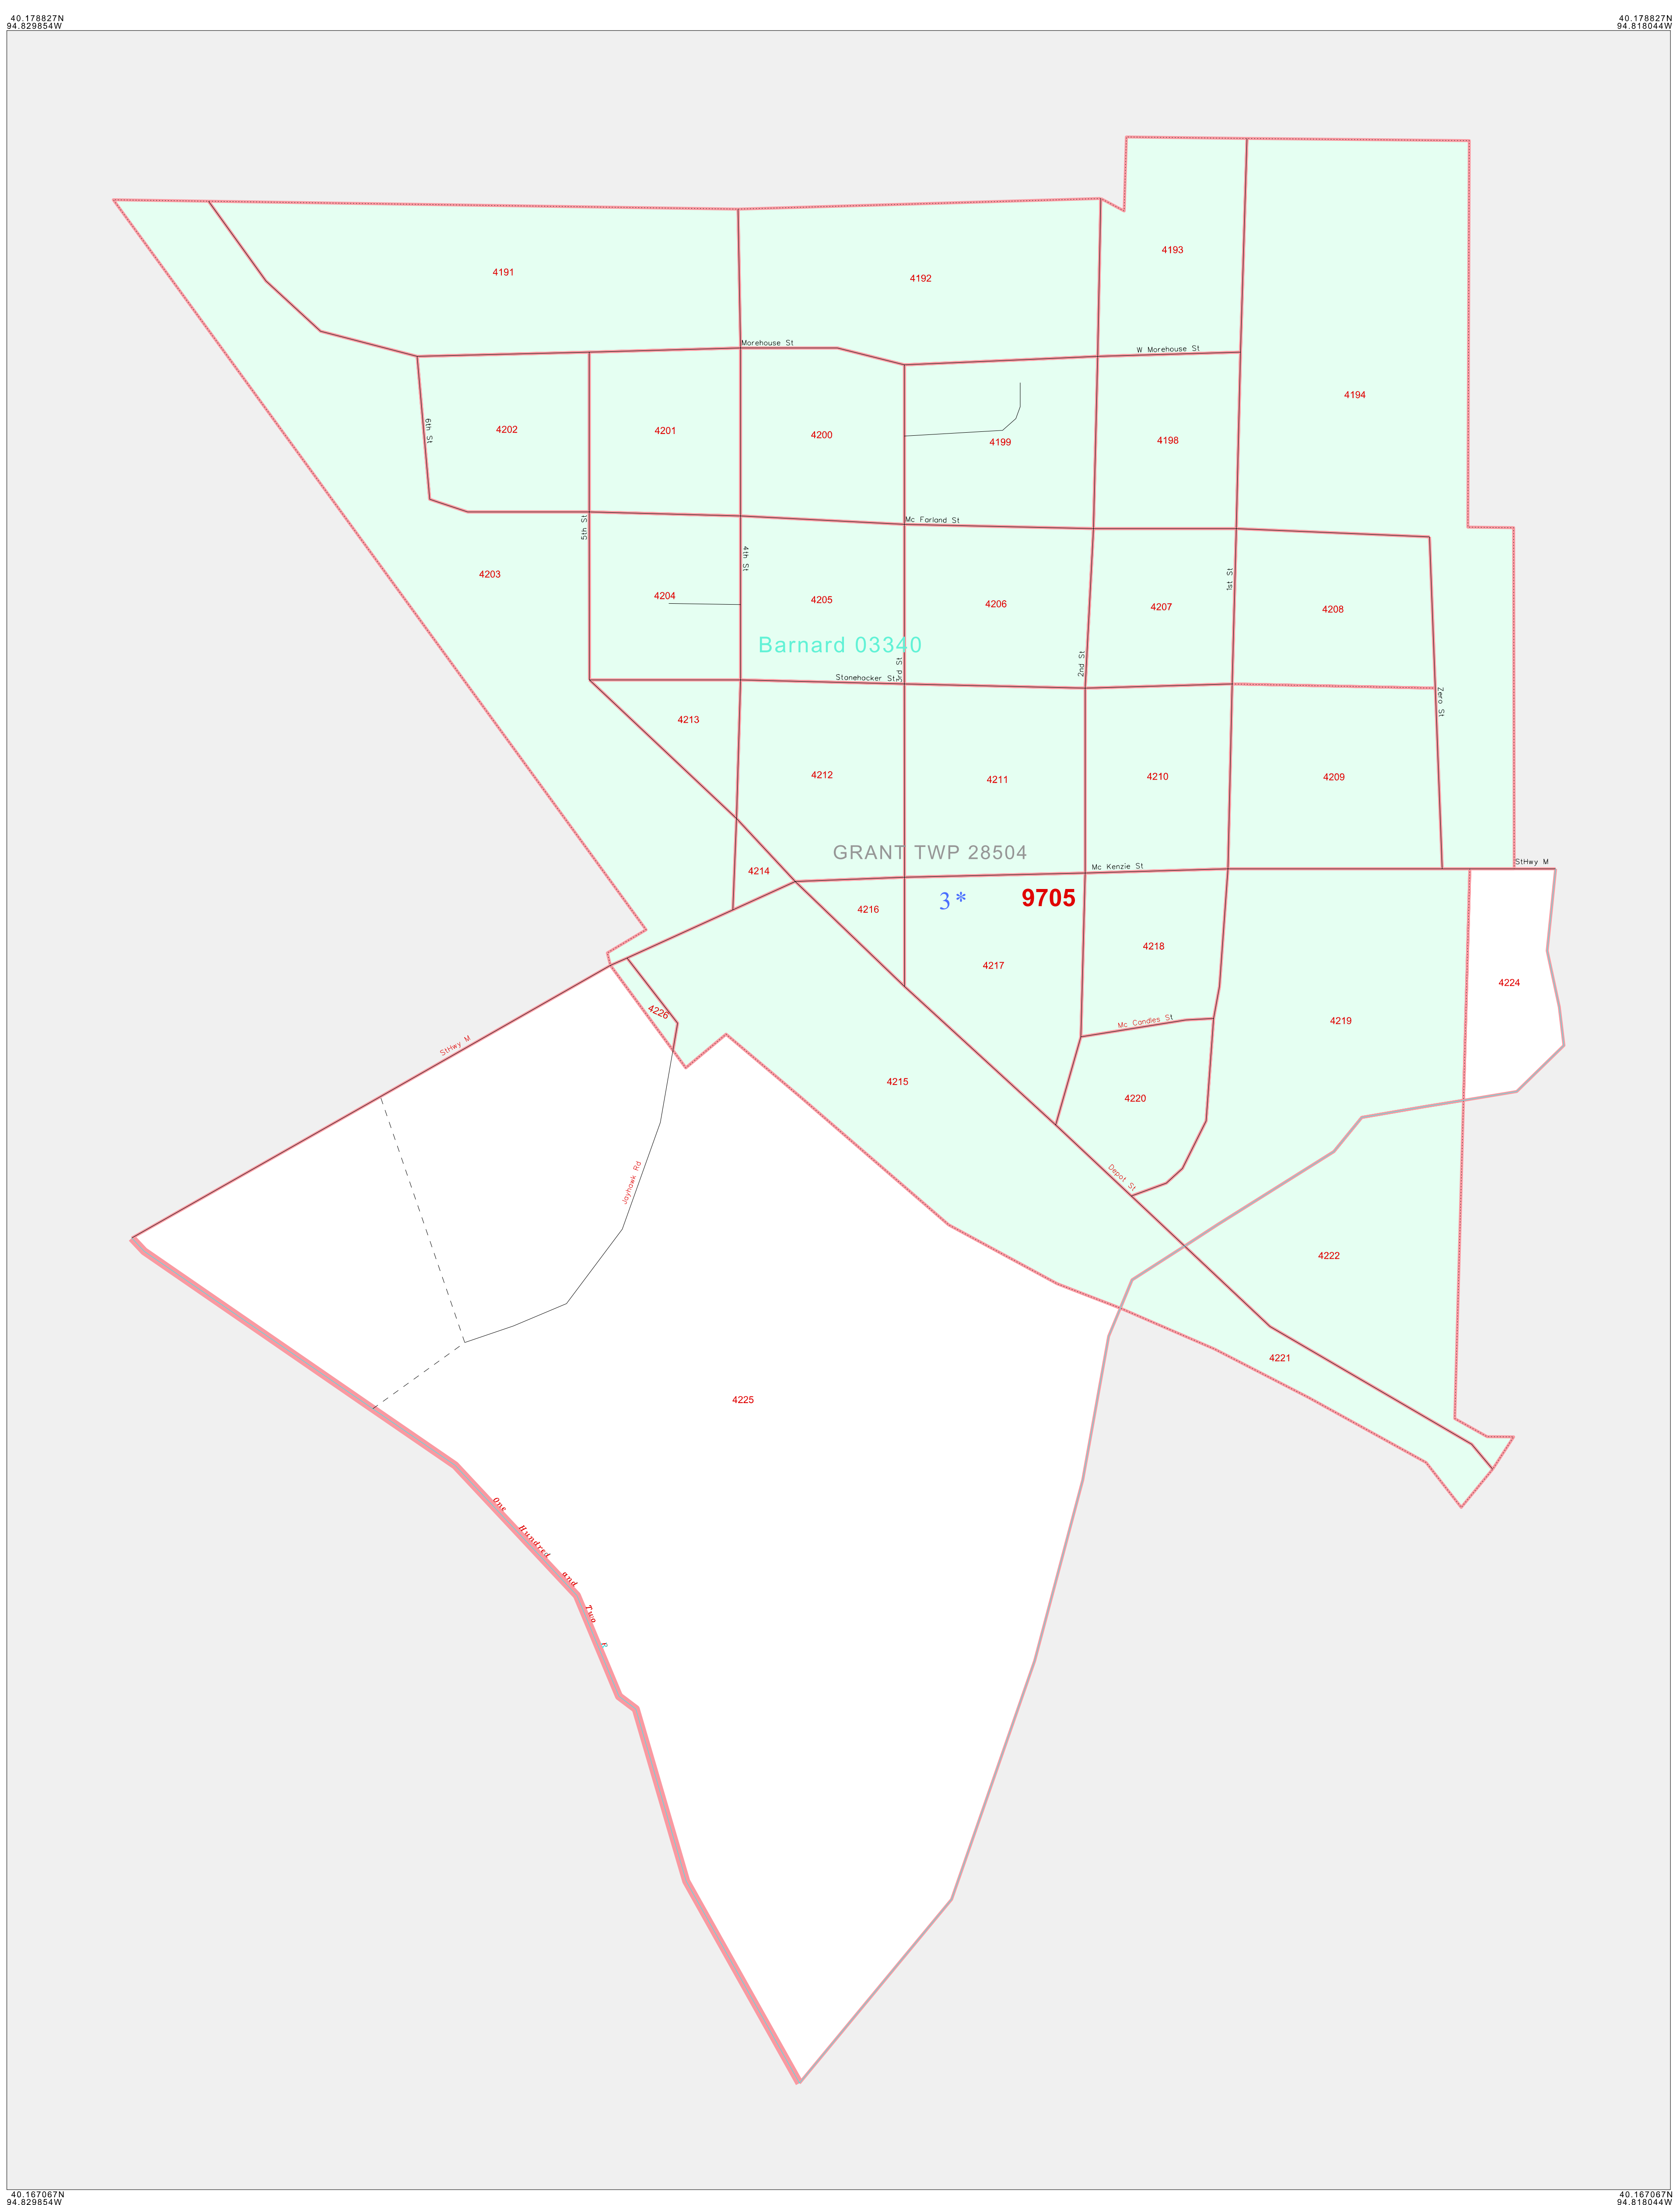 40.178827N
94.829854W
40.178827N
94.818044W
4193
4191
4192
Morehouse St
W Morehouse St
4194
6th St
4202
4201
4200
4199
4198
Mc Farland St
5th St
4th St
4203
4204
4205
4206
4207
1st St
4208
Barnard 03340
2nd St
Stonehocker St
Zero St
4213
4212
4211
4210
4209
GRANT TWP 28504
Mc Kenzie St
StHwy M
4214
4216
3*
9705
4218
4217
4224
4226
Mc Candles St
4219
StHwy M
4215
4220
Jayhawk Rd
Depot St
4222
4221
4225
One Hundred and Two
40.167067N
94.829854W
40.167067N
94.818044W